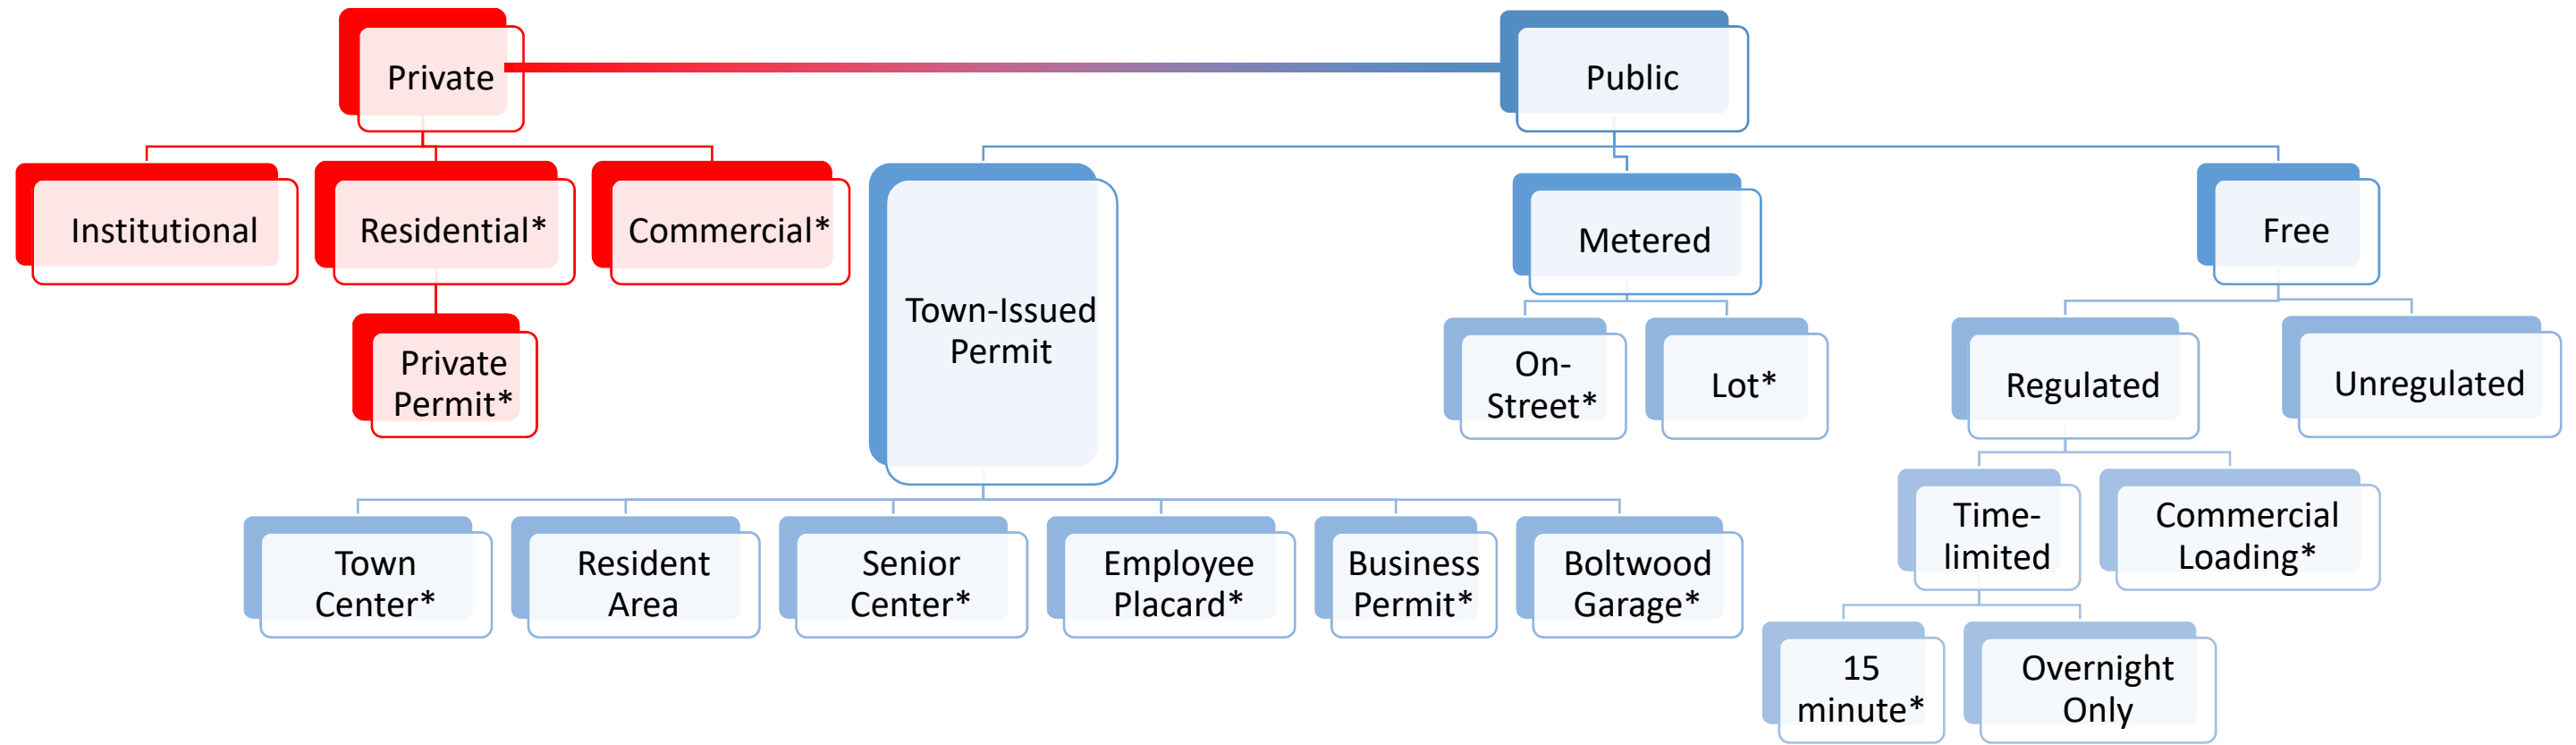 Private
Public
Institutional
Residential*
Commercial*
Town-Issued
Permit
Metered
Free
Private
Permit*
On-
Street*
Lot*
Regulated
Unregulated
Town
Center*
Resident
Area
Senior
Center*
Employee
Placard*
Business
Permit*
Boltwood
Garage*
Time-
limited
Commercial
Loading*
15
minute*
Overnight
Only